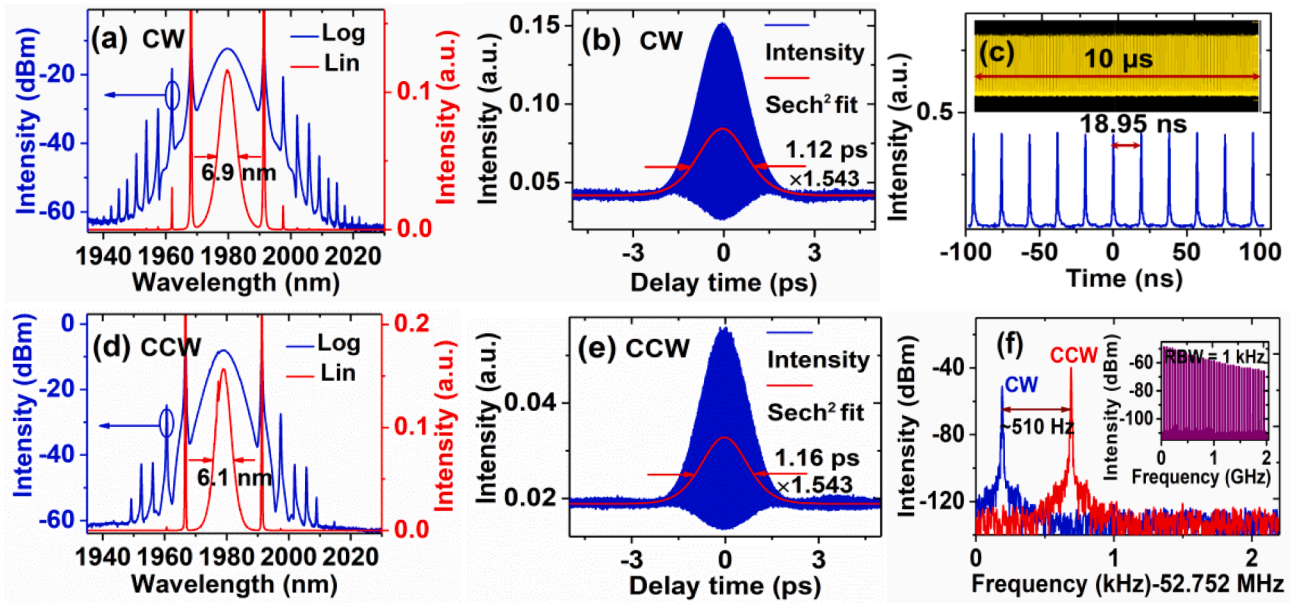 (a) CW
Log
Lin
6.9 nm
Intensity (dBm)
-20
-40
-60
0.1
0.0
Intensity (a.u.)
1940 1960 1980 2000 2020
Wavelength (nm)
(b) CW
Intensity
Sech² fit
1.12 ps
×1.543
Intensity (a.u.)
0.15
0.10
0.05
0.00
-3 0 3
Delay time (ps)
(c)
10 µs
18.95 ns
Intensity (a.u.)
0.5
-100 -50 0 50 100
Time (ns)
(d) CCW
Log
Lin
6.1 nm
Intensity (dBm)
0
-20
-40
-60
0.2
0.1
0.0
Intensity (a.u.)
1940 1960 1980 2000 2020
Wavelength (nm)
(e) CCW
Intensity
Sech² fit
1.16 ps
×1.543
Intensity (a.u.)
0.04
0.02
-3 0 3
Delay time (ps)
(f)
CW
CCW
~510 Hz
Intensity (dBm)
-40
-80
-120
0 1 2
Frequency (kHz)-52.752 MHz
RBW = 1 kHz
Intensity (dBm)
-60
-80
-100
0 1 2
Frequency (GHz)